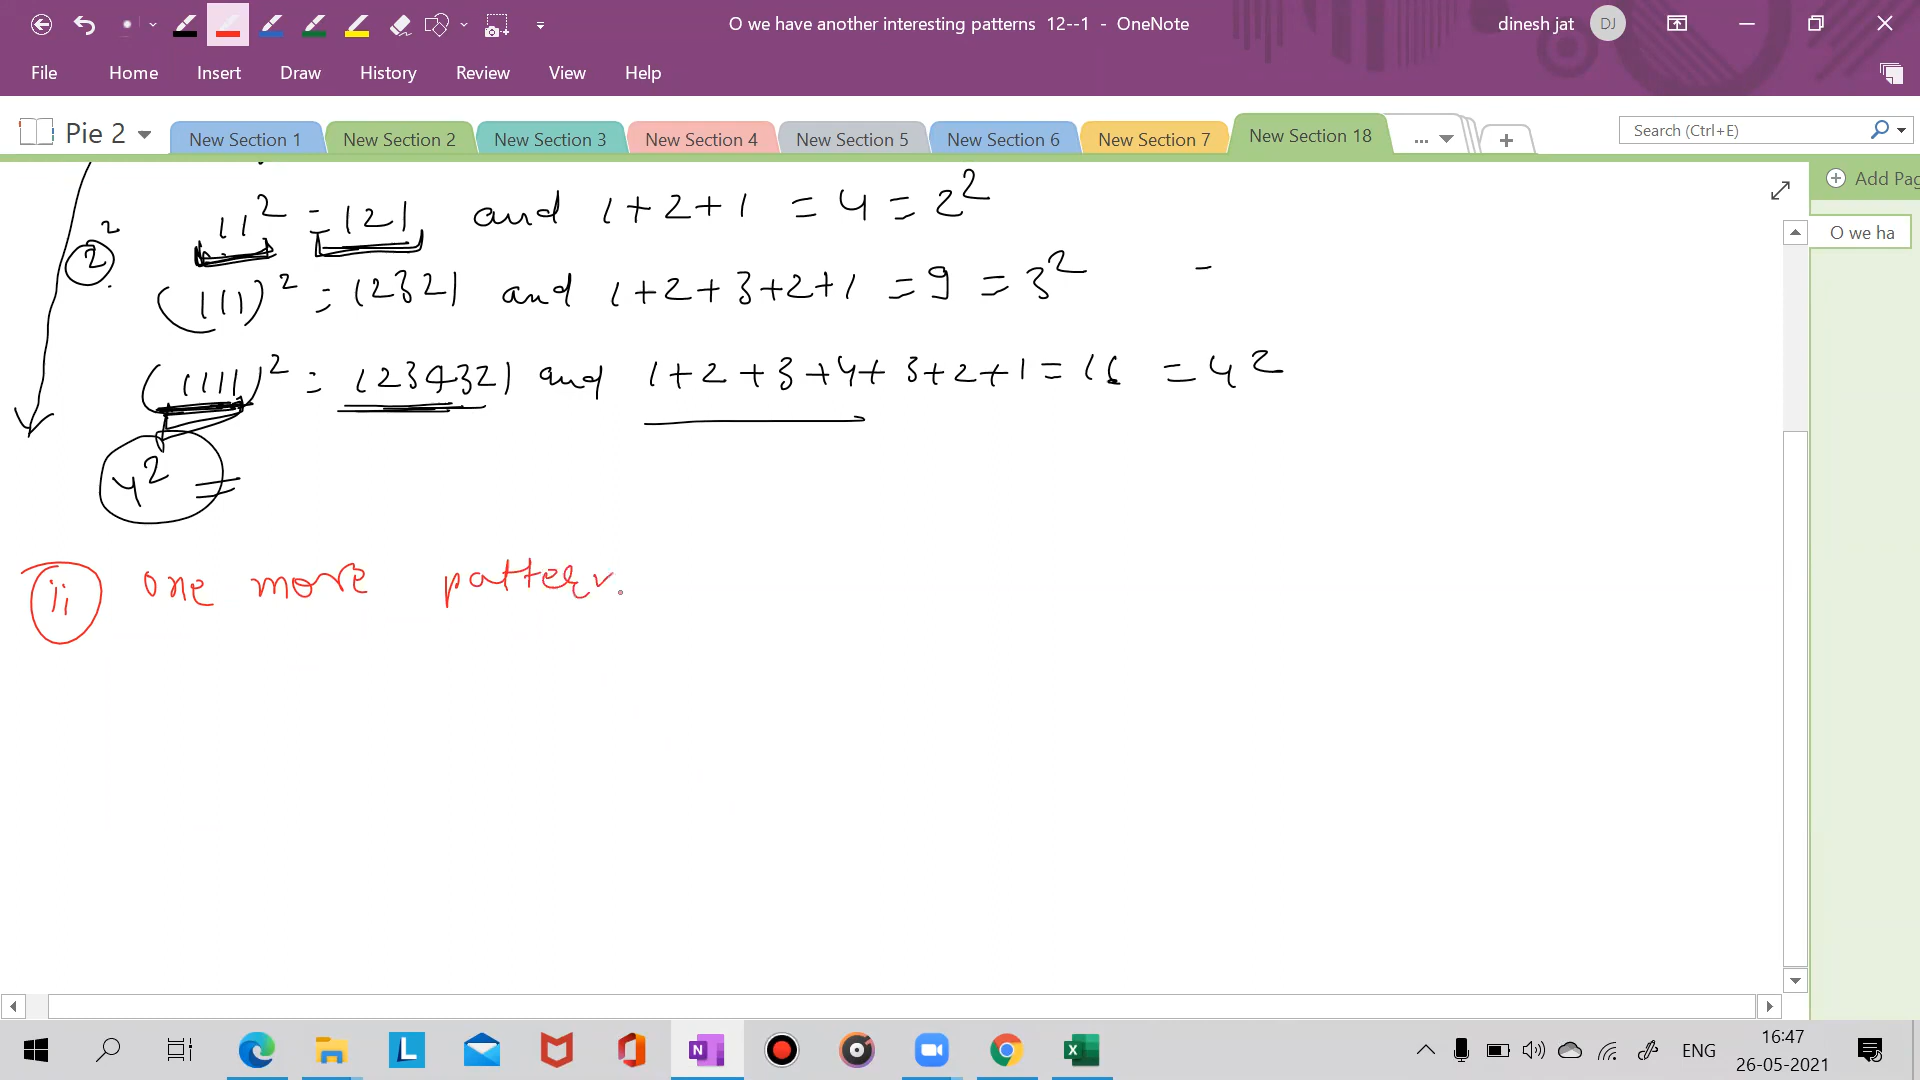 O we have another interesting patterns 12--1 - OneNote
dinesh jat
DJ
File Home Insert Draw History Review View Help
Pie 2
New Section 1
New Section 2
New Section 3
New Section 4
New Section 5
New Section 6
New Section 7
New Section 18
...
Search (Ctrl+E)
Add Pag
O we ha
11² = 121 and 1+2+1 = 4 = 2²
2²
(111)² = 12321 and 1+2+3+2+1 = 9 = 3²
(1111)² = 1234321 and 1+2+3+4+3+2+1 = 16 = 4²
4² =
ii one more pattern
ENG
16:47
26-05-2021